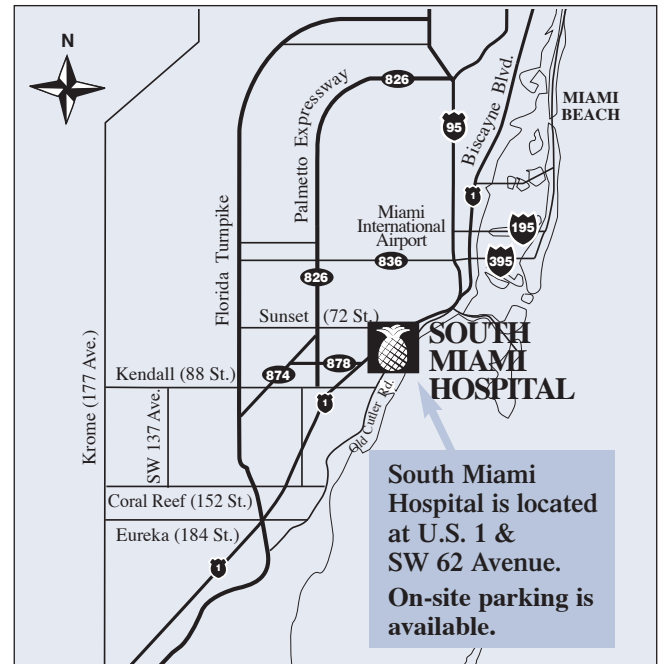 N
826
Palmetto Expressway
Biscayne Blvd.
MIAMI
BEACH
95
1
Miami
International
Airport
195
395
836
Florida Turnpike
826
Sunset (72 St.)
SOUTH
MIAMI
HOSPITAL
878
874
Kendall (88 St.)
1
Krome (177 Ave.)
SW 137 Ave.
Old Cutler Rd.
Coral Reef (152 St.)
Eureka (184 St.)
1
South Miami
Hospital is located
at U.S. 1 &
SW 62 Avenue.
On-site parking is
available.